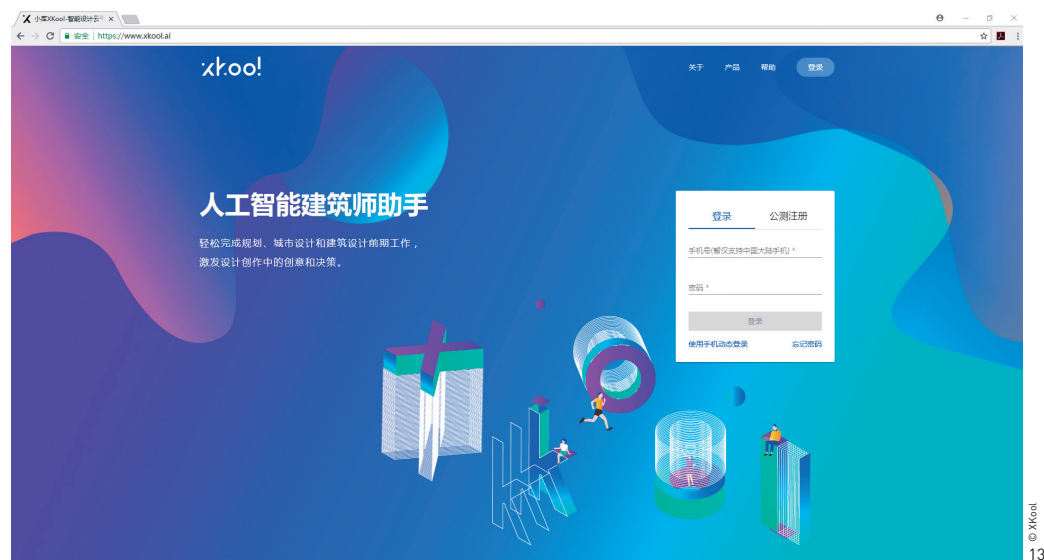 小库XKool-智能设计云平
安全 | https://www.xkool.ai
xkool
关于 产品 帮助 登录
人工智能建筑师助手
轻松完成规划、城市设计和建筑设计前期工作，
激发设计创作中的创意和决策。
登录 公测注册
手机号(暂仅支持中国大陆手机) *
密码 *
登录
使用手机动态登录 忘记密码
© XKool
13